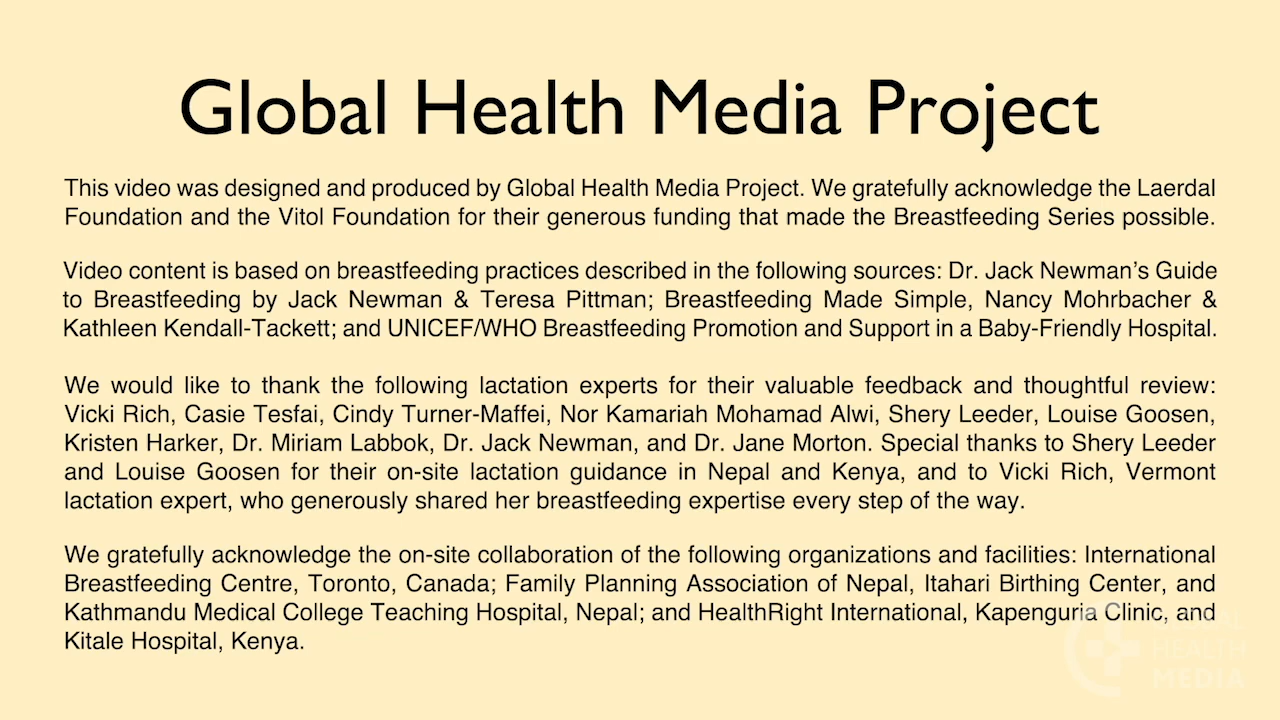 Global Health Media Project
This video was designed and produced by Global Health Media Project. We gratefully acknowledge the Laerdal
Foundation and the Vitol Foundation for their generous funding that made the Breastfeeding Series possible.
Video content is based on breastfeeding practices described in the following sources: Dr. Jack Newman’s Guide
to Breastfeeding by Jack Newman & Teresa Pittman; Breastfeeding Made Simple, Nancy Mohrbacher &
Kathleen Kendall-Tackett; and UNICEF/WHO Breastfeeding Promotion and Support in a Baby-Friendly Hospital.
We would like to thank the following lactation experts for their valuable feedback and thoughtful review:
Vicki Rich, Casie Tesfai, Cindy Turner-Maffei, Nor Kamariah Mohamad Alwi, Shery Leeder, Louise Goosen,
Kristen Harker, Dr. Miriam Labbok, Dr. Jack Newman, and Dr. Jane Morton. Special thanks to Shery Leeder
and Louise Goosen for their on-site lactation guidance in Nepal and Kenya, and to Vicki Rich, Vermont
lactation expert, who generously shared her breastfeeding expertise every step of the way.
We gratefully acknowledge the on-site collaboration of the following organizations and facilities: International
Breastfeeding Centre, Toronto, Canada; Family Planning Association of Nepal, Itahari Birthing Center, and
Kathmandu Medical College Teaching Hospital, Nepal; and HealthRight International, Kapenguria Clinic, and
Kitale Hospital, Kenya.
GLOBAL
HEALTH
MEDIA